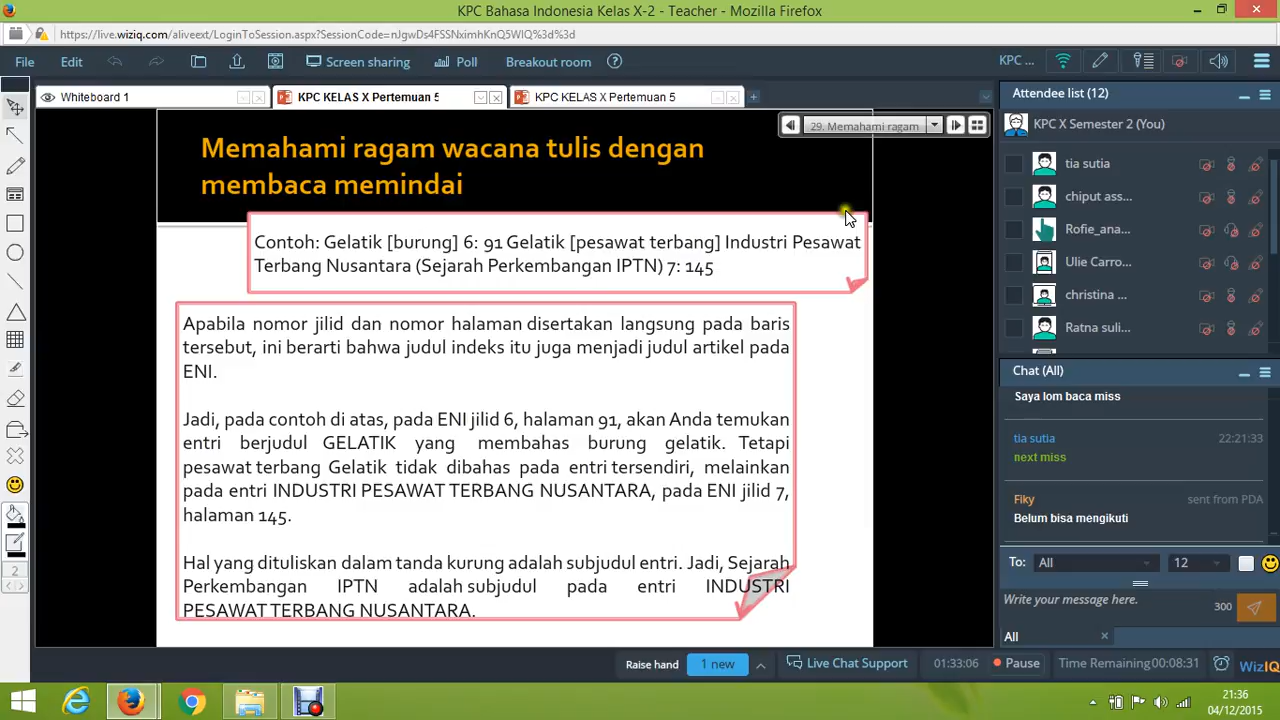 KPC Bahasa Indonesia Kelas X-2 - Teacher - Mozilla Firefox
https://live.wiziq.com/aliveext/LoginToSession.aspx?SessionCode=nJgwDs4FSSNximhKnQ5WIQ%3d%3d
File Edit Screen sharing Poll Breakout room ? KPC ...
Whiteboard 1 KPC KELAS X Pertemuan 5 KPC KELAS X Pertemuan 5
29. Memahami ragam
Memahami ragam wacana tulis dengan
membaca memindai
Contoh: Gelatik [burung] 6: 91 Gelatik [pesawat terbang] Industri Pesawat
Terbang Nusantara (Sejarah Perkembangan IPTN) 7: 145
Apabila nomor jilid dan nomor halaman disertakan langsung pada baris
tersebut, ini berarti bahwa judul indeks itu juga menjadi judul artikel pada
ENI.
Jadi, pada contoh di atas, pada ENI jilid 6, halaman 91, akan Anda temukan
entri berjudul GELATIK yang membahas burung gelatik. Tetapi
pesawat terbang Gelatik tidak dibahas pada entri tersendiri, melainkan
pada entri INDUSTRI PESAWAT TERBANG NUSANTARA, pada ENI jilid 7,
halaman 145.
Hal yang dituliskan dalam tanda kurung adalah subjudul entri. Jadi, Sejarah
Perkembangan IPTN adalah subjudul pada entri INDUSTRI
PESAWAT TERBANG NUSANTARA.
2
Attendee list (12)
KPC X Semester 2 (You)
tia sutia
chiput ass...
Rofie_ana...
Ulie Carro...
christina ...
Ratna suli...
Chat (All)
Saya lom baca miss
tia sutia 22:21:33
next miss
Fiky sent from PDA
Belum bisa mengikuti
To: All 12
Write your message here.
300
All
Raise hand 1 new Live Chat Support 01:33:06 Pause Time Remaining 00:08:31 WizIQ
21:36
04/12/2015